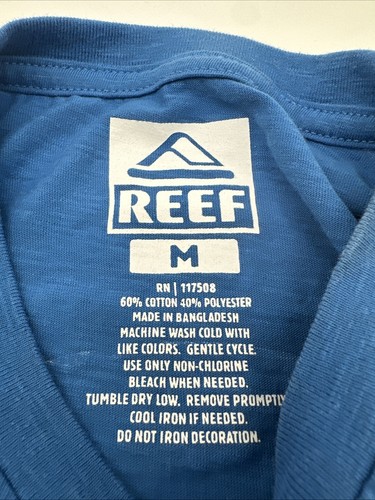 REEF
M
RN | 117508
60% COTTON 40% POLYESTER
MADE IN BANGLADESH
MACHINE WASH COLD WITH
LIKE COLORS. GENTLE CYCLE.
USE ONLY NON-CHLORINE
BLEACH WHEN NEEDED.
TUMBLE DRY LOW. REMOVE PROMPTLY
COOL IRON IF NEEDED.
DO NOT IRON DECORATION.